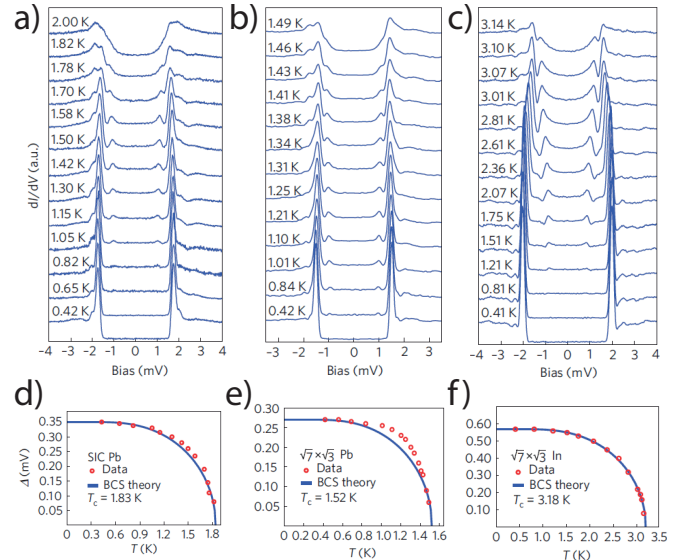 a)
2.00 K
1.82 K
1.78 K
1.70 K
1.58 K
1.50 K
1.42 K
1.30 K
1.15 K
1.05 K
0.82 K
0.65 K
0.42 K
dI/dV (a.u.)
−4 −3 −2 −1 0 1 2 3 4
Bias (mV)
b)
1.49 K
1.46 K
1.43 K
1.41 K
1.38 K
1.34 K
1.31 K
1.25 K
1.21 K
1.10 K
1.01 K
0.84 K
0.42 K
−3 −2 −1 0 1 2 3
Bias (mV)
c)
3.14 K
3.10 K
3.07 K
3.01 K
2.81 K
2.61 K
2.36 K
2.07 K
1.75 K
1.51 K
1.21 K
0.81 K
0.41 K
−4 −3 −2 −1 0 1 2 3 4
Bias (mV)
d)
0.35
0.30
0.25
0.20
0.15
0.10
0.05
Δ (mV)
SIC Pb
Data
BCS theory
Tc = 1.83 K
0 0.3 0.6 0.9 1.2 1.5 1.8
T (K)
e)
0.30
0.25
0.20
0.15
0.10
0.05
√7×√3 Pb
Data
BCS theory
Tc = 1.52 K
0 0.2 0.4 0.6 0.8 1.0 1.2 1.4 1.6
T (K)
f)
0.60
0.50
0.40
0.30
0.20
0.10
√7×√3 In
Data
BCS theory
Tc = 3.18 K
0 0.5 1.0 1.5 2.0 2.5 3.0 3.5
T (K)